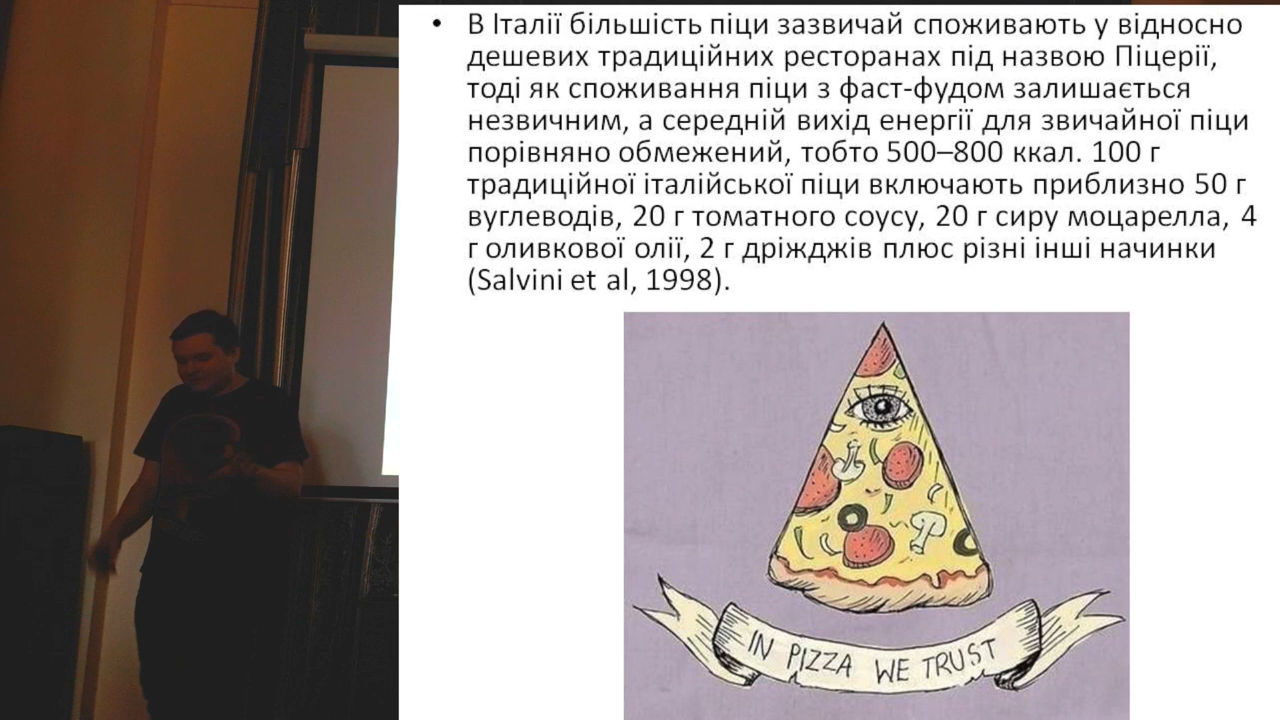 • В Італії більшість піци зазвичай споживають у відносно
дешевих традиційних ресторанах під назвою Піцерії,
тоді як споживання піци з фаст-фудом залишається
незвичним, а середній вихід енергії для звичайної піци
порівняно обмежений, тобто 500–800 ккал. 100 г
традиційної італійської піци включають приблизно 50 г
вуглеводів, 20 г томатного соусу, 20 г сиру моцарелла, 4
г оливкової олії, 2 г дріжджів плюс різні інші начинки
(Salvini et al, 1998).
IN PIZZA WE TRUST